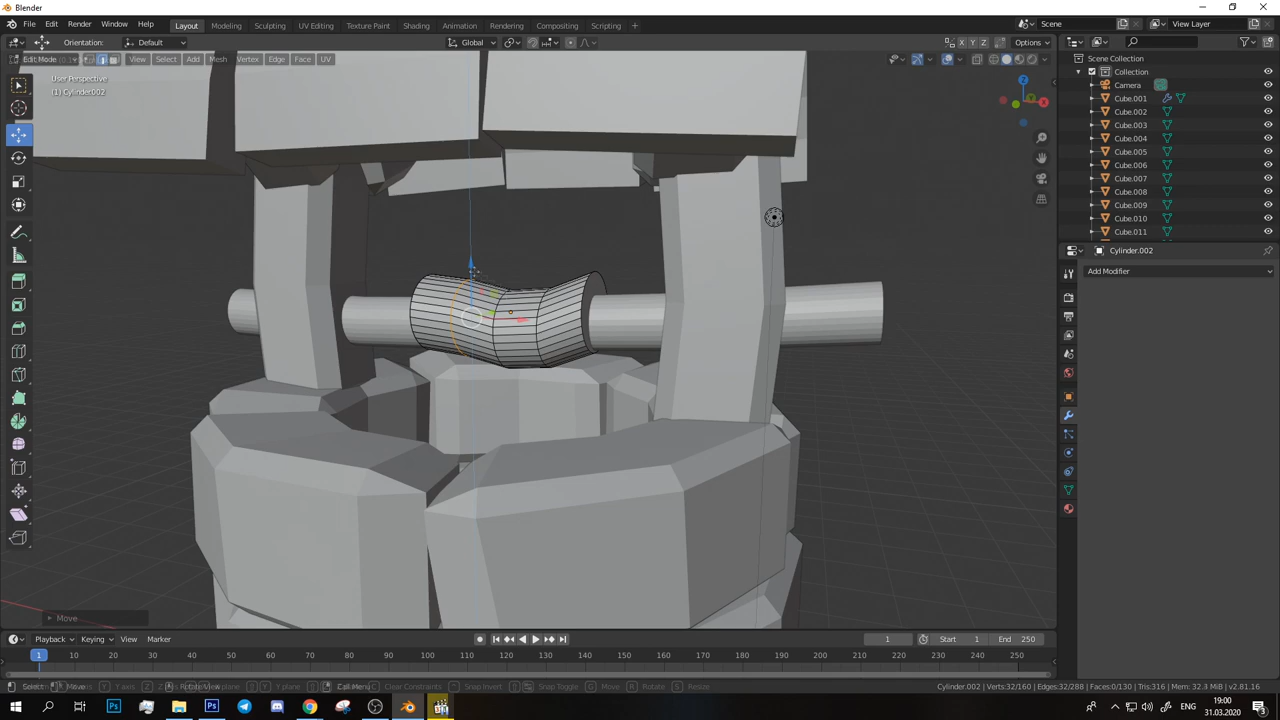 Blender
File Edit Render Window Help Layout Modeling Sculpting UV Editing Texture Paint Shading Animation Rendering Compositing Scripting + Scene View Layer
Orientation: Default Global X Y Z Options
Edit Mode View Select Add Mesh Vertex Edge Face UV
User Perspective
(1) Cylinder.002
Z
X
Scene Collection
Collection
Camera
Cube.001
Cube.002
Cube.003
Cube.004
Cube.005
Cube.006
Cube.007
Cube.008
Cube.009
Cube.010
Cube.011
Cylinder.002
Add Modifier
Move
Playback Keying View Marker 1 Start 1 End 250
1 10 20 30 40 50 60 70 80 90 100 110 120 130 140 150 160 170 180 190 200 210 220 230 240 250
Cylinder.002 | Verts:32/160 | Edges:32/288 | Faces:0/130 | Tris:316 | Mem: 32.3 MiB | v2.81.16
Ps Ps ENG 19:00
31.03.2020 3